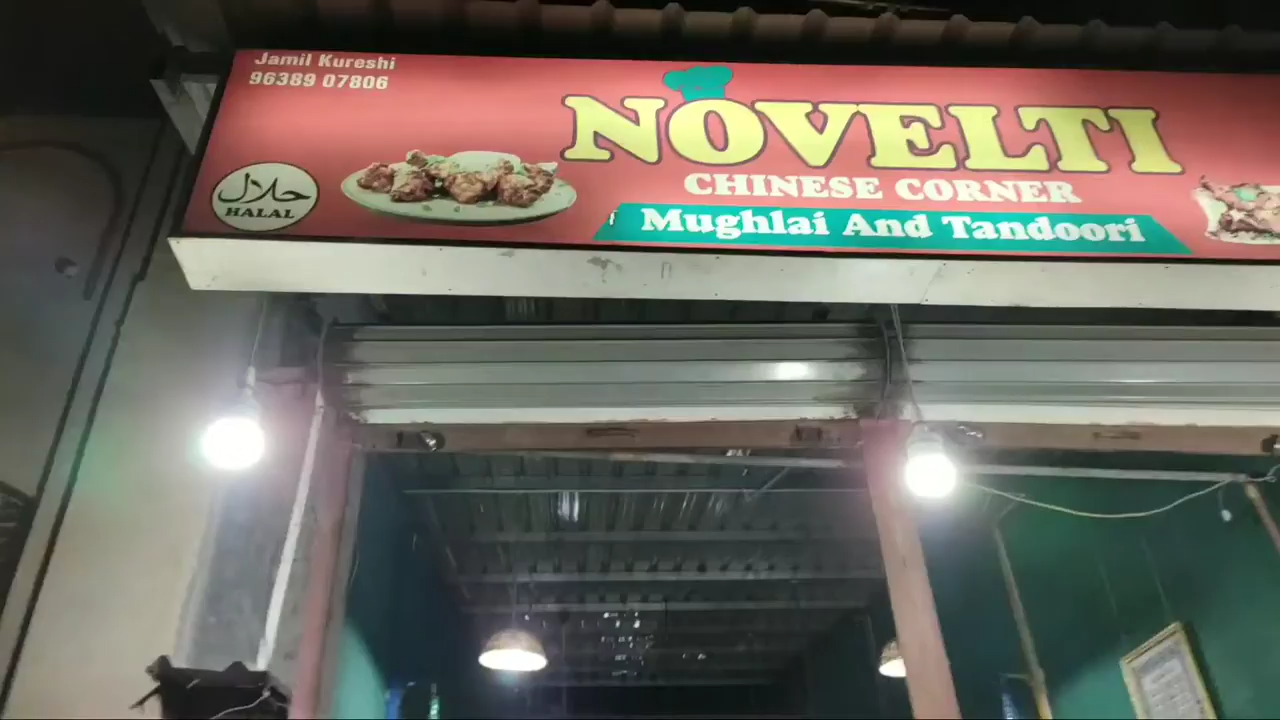 Jamil Kureshi
96389 07806
NOVELTI
CHINESE CORNER
Mughlai And Tandoori
حلال
HALAL